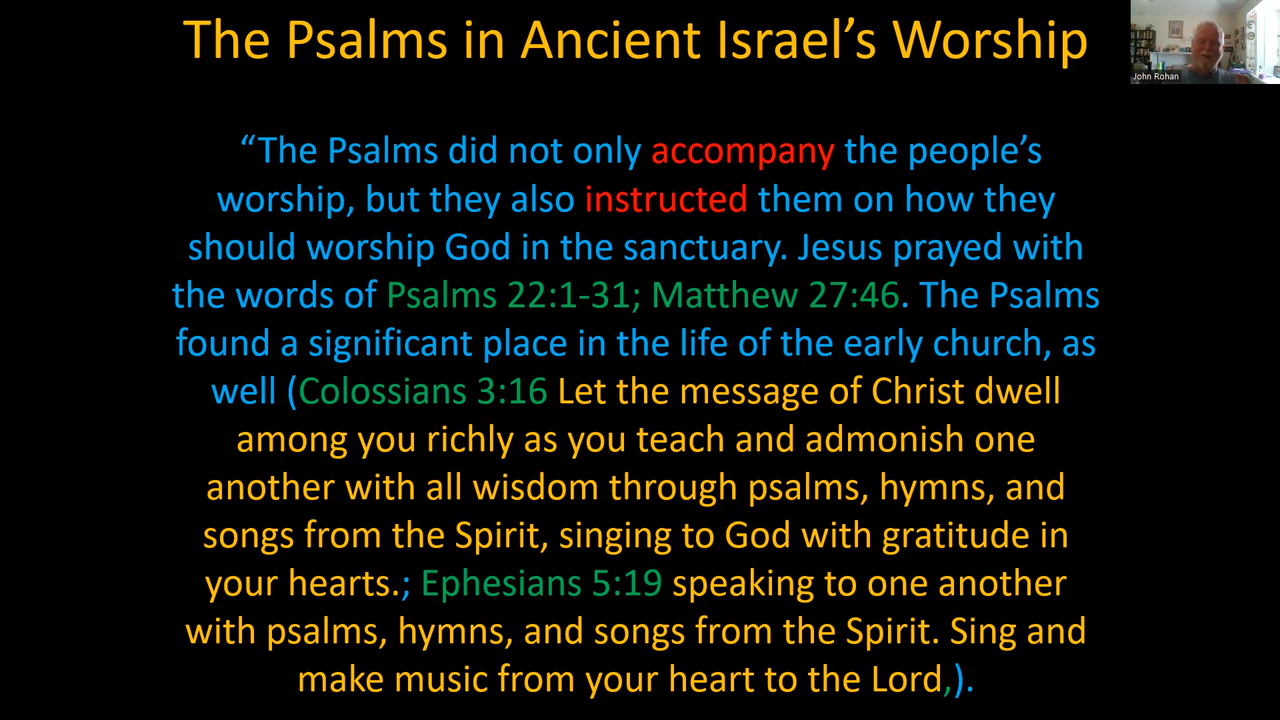 The Psalms in Ancient Israel’s Worship
John Rohan
“The Psalms did not only accompany the people’s
worship, but they also instructed them on how they
should worship God in the sanctuary. Jesus prayed with
the words of Psalms 22:1-31; Matthew 27:46. The Psalms
found a significant place in the life of the early church, as
well (Colossians 3:16 Let the message of Christ dwell
among you richly as you teach and admonish one
another with all wisdom through psalms, hymns, and
songs from the Spirit, singing to God with gratitude in
your hearts.; Ephesians 5:19 speaking to one another
with psalms, hymns, and songs from the Spirit. Sing and
make music from your heart to the Lord,).